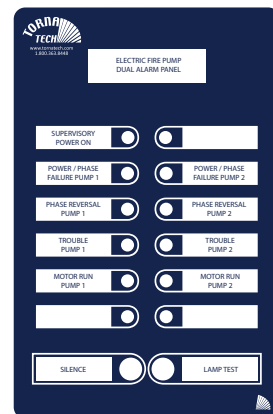 TORNA
TECH
www.tornatech.com
1.800.363.8448
ELECTRIC FIRE PUMP
DUAL ALARM PANEL
SUPERVISORY
POWER ON
POWER / PHASE
FAILURE PUMP 1
POWER / PHASE
FAILURE PUMP 2
PHASE REVERSAL
PUMP 1
PHASE REVERSAL
PUMP 2
TROUBLE
PUMP 1
TROUBLE
PUMP 2
MOTOR RUN
PUMP 1
MOTOR RUN
PUMP 2
SILENCE
LAMP TEST